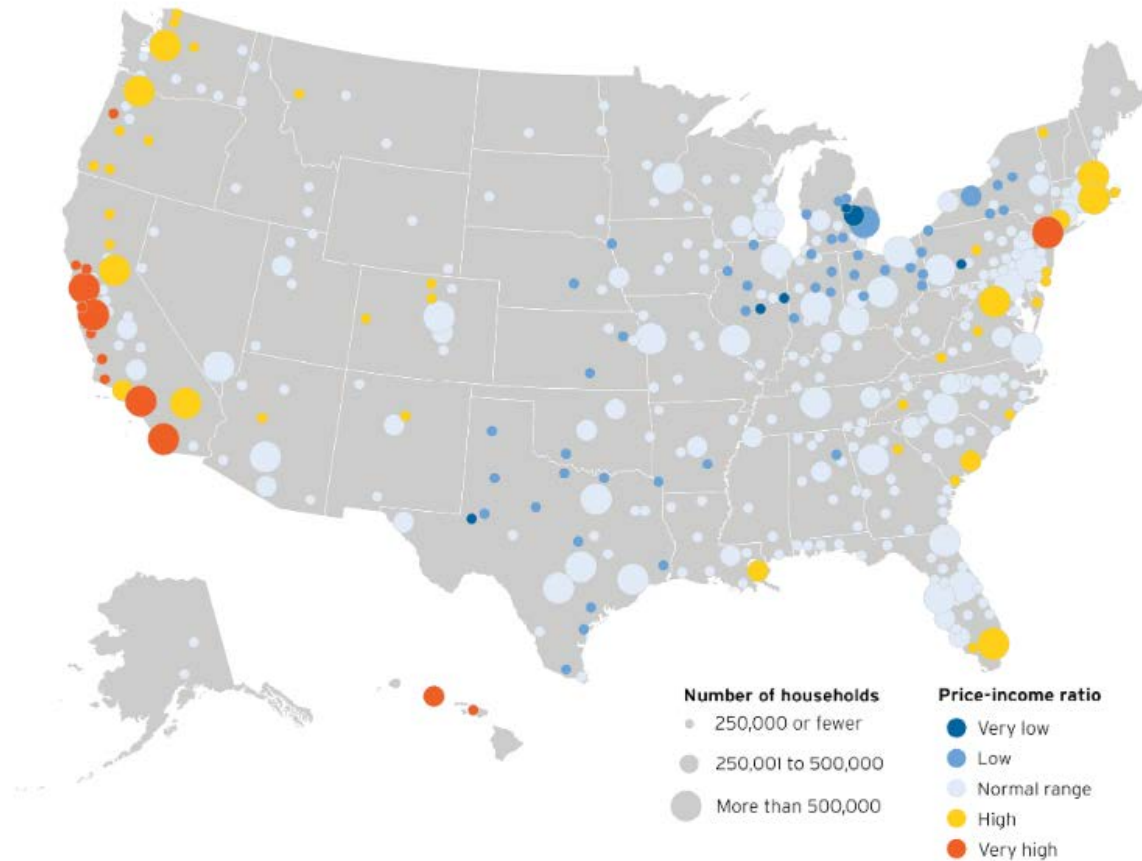 Number of households
250,000 or fewer
250,001 to 500,000
More than 500,000
Price-income ratio
Very low
Low
Normal range
High
Very high